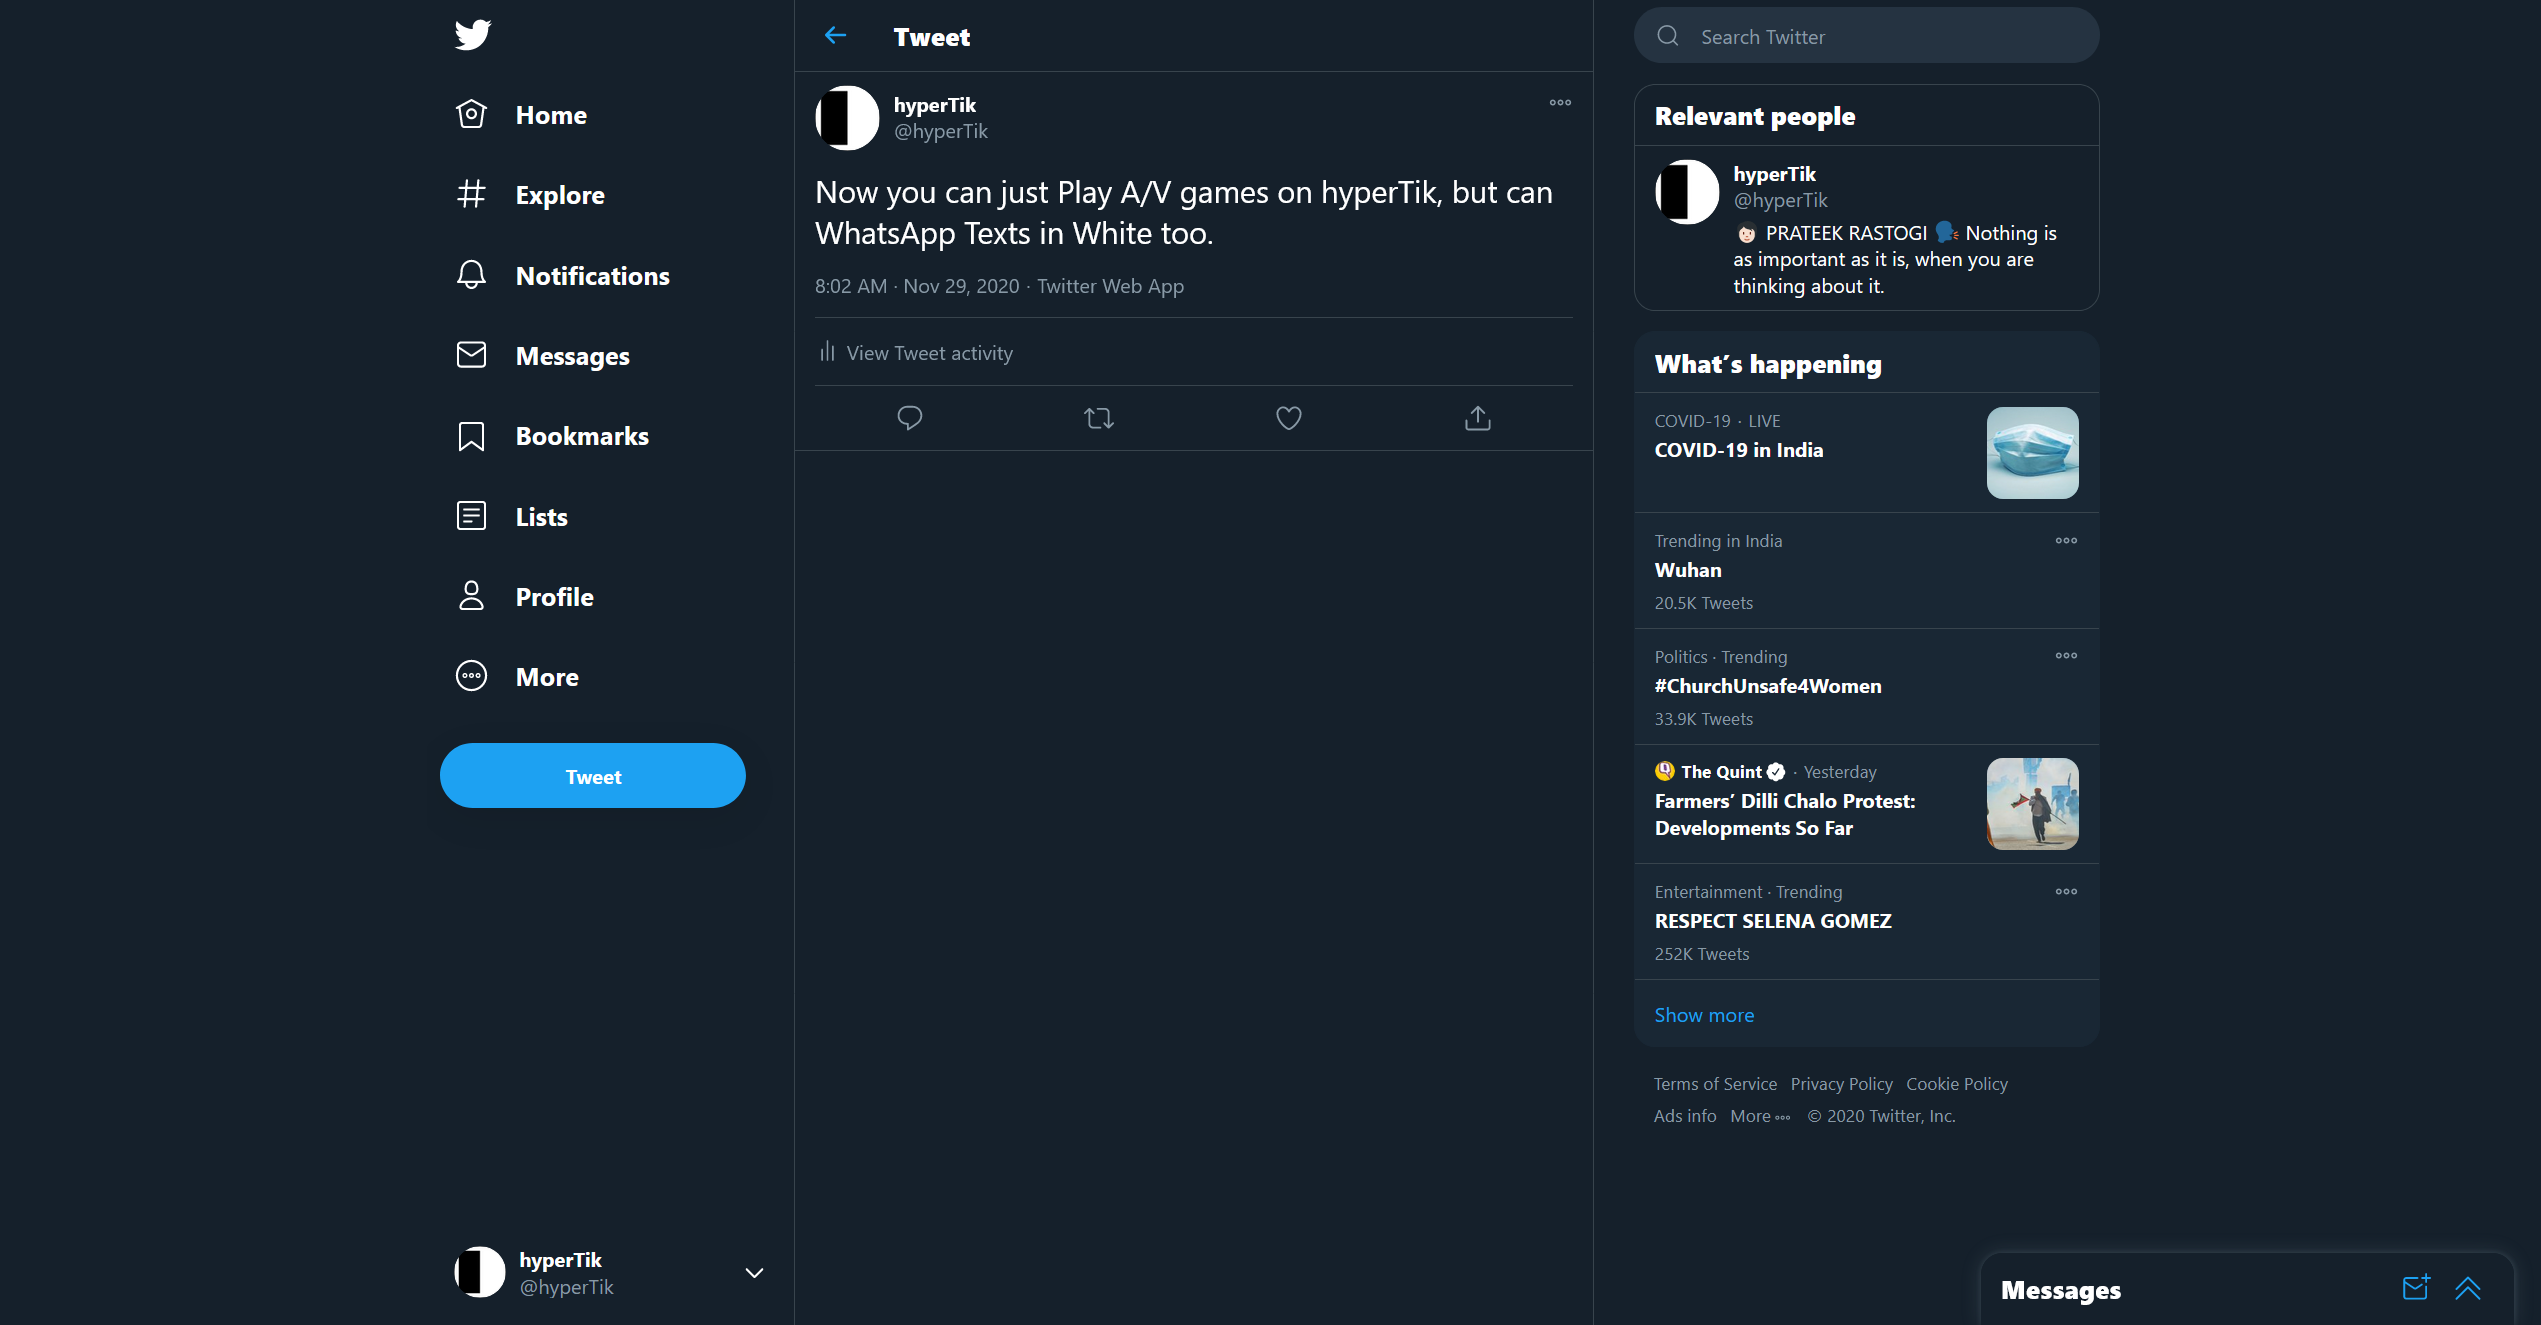 Home
Explore
Notifications
Messages
Bookmarks
Lists
Profile
More
Tweet
hyperTik
@hyperTik
Tweet
hyperTik
@hyperTik
Now you can just Play A/V games on hyperTik, but can
WhatsApp Texts in White too.
8:02 AM · Nov 29, 2020 · Twitter Web App
View Tweet activity
Search Twitter
Relevant people
hyperTik
@hyperTik
PRATEEK RASTOGI Nothing is
as important as it is, when you are
thinking about it.
What's happening
COVID-19 · LIVE
COVID-19 in India
Trending in India
Wuhan
20.5K Tweets
Politics · Trending
#ChurchUnsafe4Women
33.9K Tweets
The Quint · Yesterday
Farmers' Dilli Chalo Protest:
Developments So Far
Entertainment · Trending
RESPECT SELENA GOMEZ
252K Tweets
Show more
Terms of Service Privacy Policy Cookie Policy
Ads info More © 2020 Twitter, Inc.
Messages